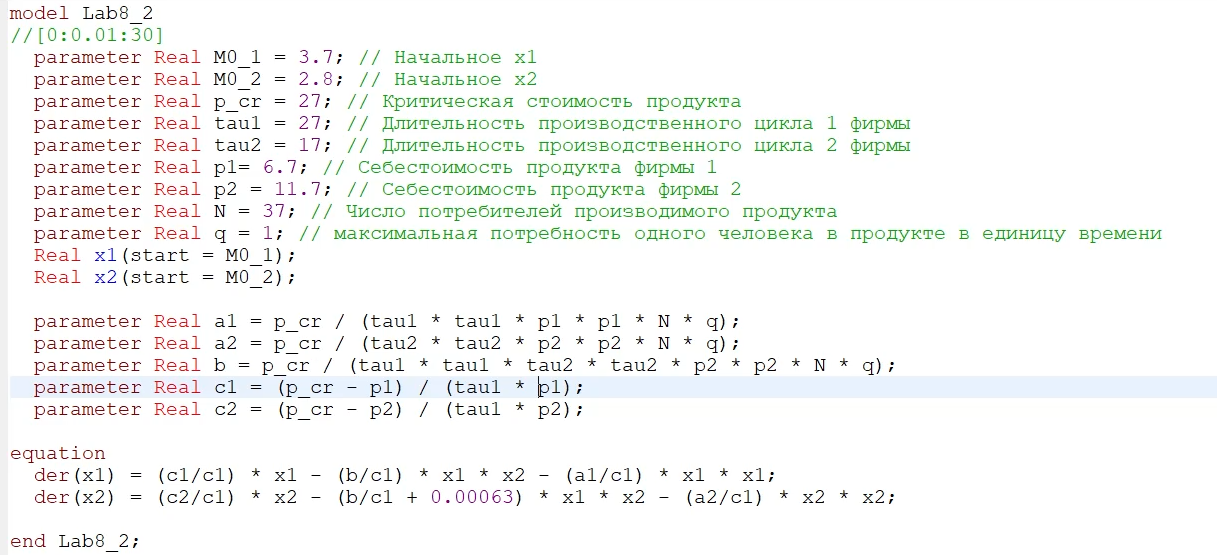 model Lab8_2
//[0:0.01:30]
parameter Real M0_1 = 3.7; // Начальное x1
parameter Real M0_2 = 2.8; // Начальное x2
parameter Real p_cr = 27; // Критическая стоимость продукта
parameter Real tau1 = 27; // Длительность производственного цикла 1 фирмы
parameter Real tau2 = 17; // Длительность производственного цикла 2 фирмы
parameter Real p1= 6.7; // Себестоимость продукта фирмы 1
parameter Real p2 = 11.7; // Себестоимость продукта фирмы 2
parameter Real N = 37; // Число потребителей производимого продукта
parameter Real q = 1; // максимальная потребность одного человека в продукте в единицу времени
Real x1(start = M0_1);
Real x2(start = M0_2);
parameter Real a1 = p_cr / (tau1 * tau1 * p1 * p1 * N * q);
parameter Real a2 = p_cr / (tau2 * tau2 * p2 * p2 * N * q);
parameter Real b = p_cr / (tau1 * tau1 * tau2 * tau2 * p2 * p2 * N * q);
parameter Real c1 = (p_cr - p1) / (tau1 * p1);
parameter Real c2 = (p_cr - p2) / (tau1 * p2);
equation
der(x1) = (c1/c1) * x1 - (b/c1) * x1 * x2 - (a1/c1) * x1 * x1;
der(x2) = (c2/c1) * x2 - (b/c1 + 0.00063) * x1 * x2 - (a2/c1) * x2 * x2;
end Lab8_2;